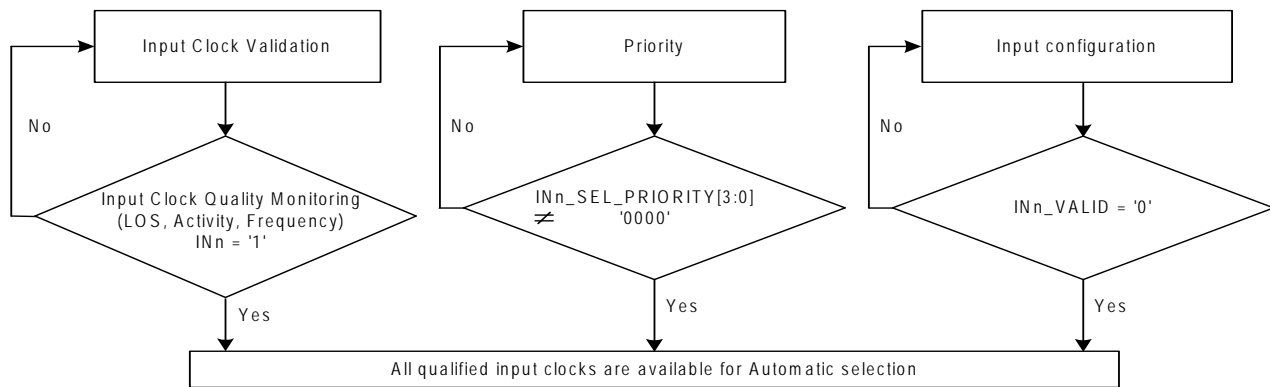 Input Clock Validation
No
Input Clock Quality Monitoring
(LOS, Activity, Frequency)
INn = '1'
Yes
Priority
No
INn_SEL_PRIORITY[3:0]
≠ '0000'
Yes
Input configuration
No
INn_VALID = '0'
Yes
All qualified input clocks are available for Automatic selection